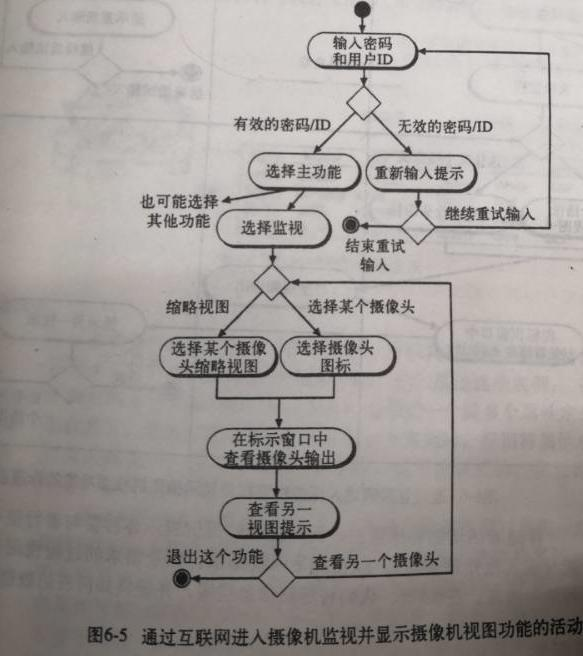 输入密码
和用户ID
有效的密码/ID
无效的密码/ID
选择主功能
重新输入提示
也可能选择
其他功能
选择监视
继续重试输入
结束重试
输入
缩略视图
选择某个摄像头
选择某个摄像
头缩略视图
选择摄像头
图标
在标示窗口中
查看摄像头输出
查看另一
视图提示
退出这个功能
查看另一个摄像头
图6-5 通过互联网进入摄像机监视并显示摄像机视图功能的活动